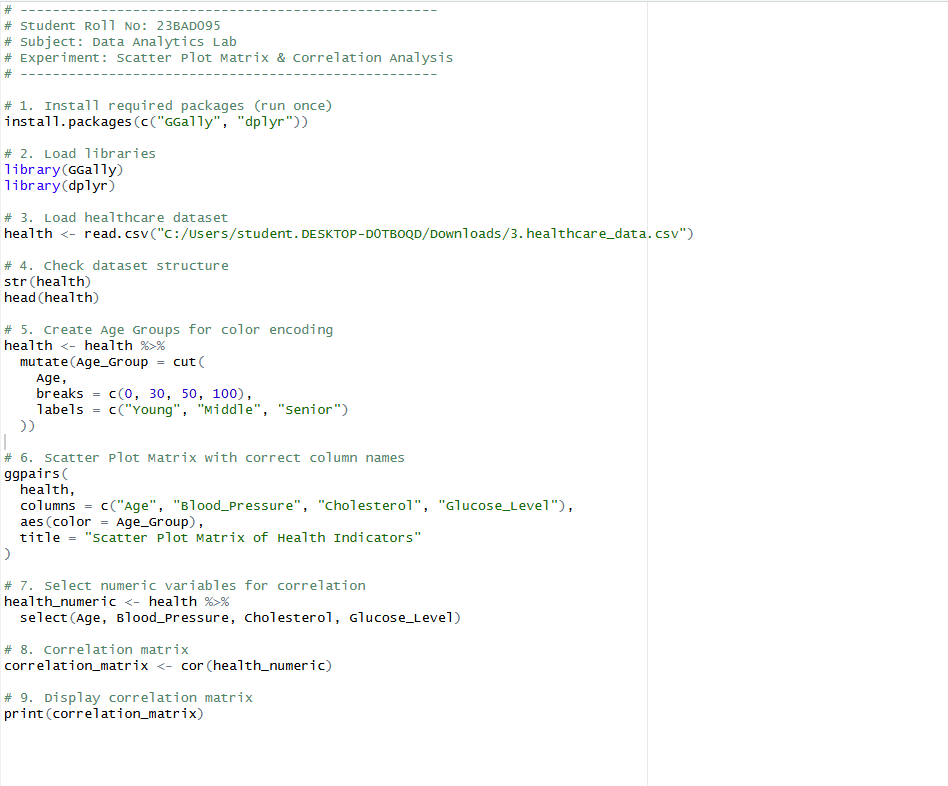 # ----------------------------------------------------
# Student Roll No: 23BAD095
# Subject: Data Analytics Lab
# Experiment: Scatter Plot Matrix & Correlation Analysis
# ----------------------------------------------------

# 1. Install required packages (run once)
install.packages(c("GGally", "dplyr"))

# 2. Load libraries
library(GGally)
library(dplyr)

# 3. Load healthcare dataset
health <- read.csv("C:/Users/student.DESKTOP-DOTBOQD/Downloads/3.healthcare_data.csv")

# 4. Check dataset structure
str(health)
head(health)

# 5. Create Age Groups for color encoding
health <- health %>%
  mutate(Age_Group = cut(
    Age,
    breaks = c(0, 30, 50, 100),
    labels = c("Young", "Middle", "Senior")
  ))

# 6. Scatter Plot Matrix with correct column names
ggpairs(
  health,
  columns = c("Age", "Blood_Pressure", "Cholesterol", "Glucose_Level"),
  aes(color = Age_Group),
  title = "Scatter Plot Matrix of Health Indicators"
)

# 7. Select numeric variables for correlation
health_numeric <- health %>%
  select(Age, Blood_Pressure, Cholesterol, Glucose_Level)

# 8. Correlation matrix
correlation_matrix <- cor(health_numeric)

# 9. Display correlation matrix
print(correlation_matrix)